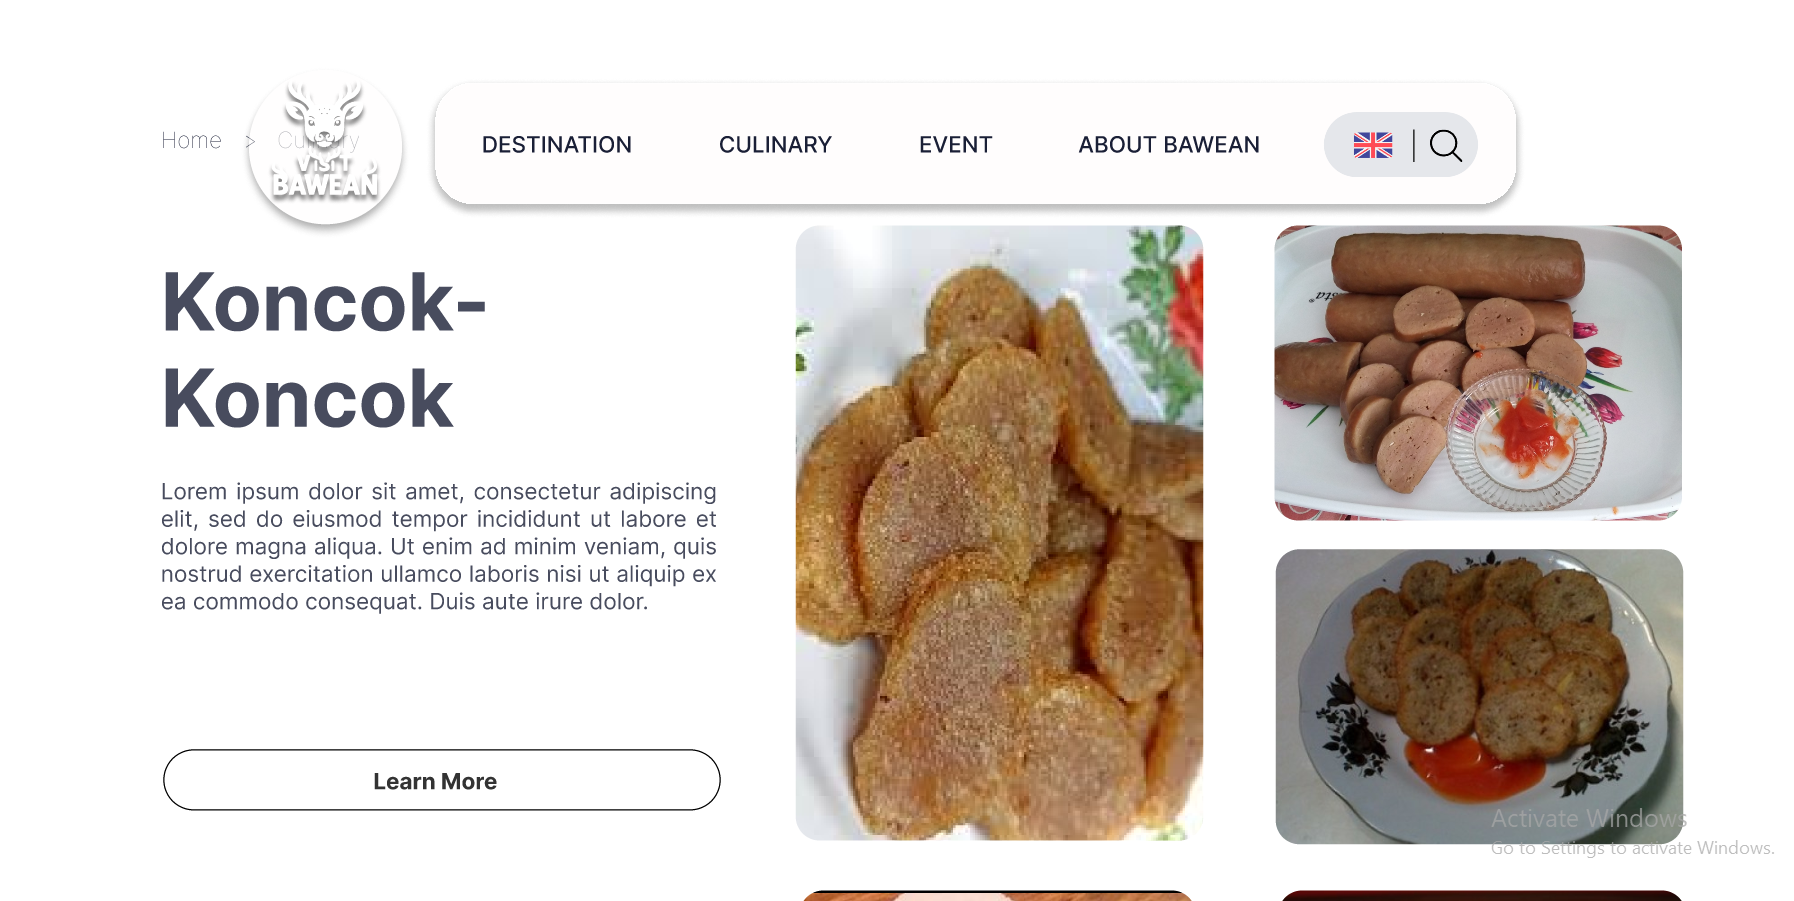 Home > Culinary
VISIT
BAWEAN
DESTINATION CULINARY EVENT ABOUT BAWEAN
Koncok-
Koncok
Lorem ipsum dolor sit amet, consectetur adipiscing
elit, sed do eiusmod tempor incididunt ut labore et
dolore magna aliqua. Ut enim ad minim veniam, quis
nostrud exercitation ullamco laboris nisi ut aliquip ex
ea commodo consequat. Duis aute irure dolor.
Learn More
Activate Windows
Go to Settings to activate Windows.